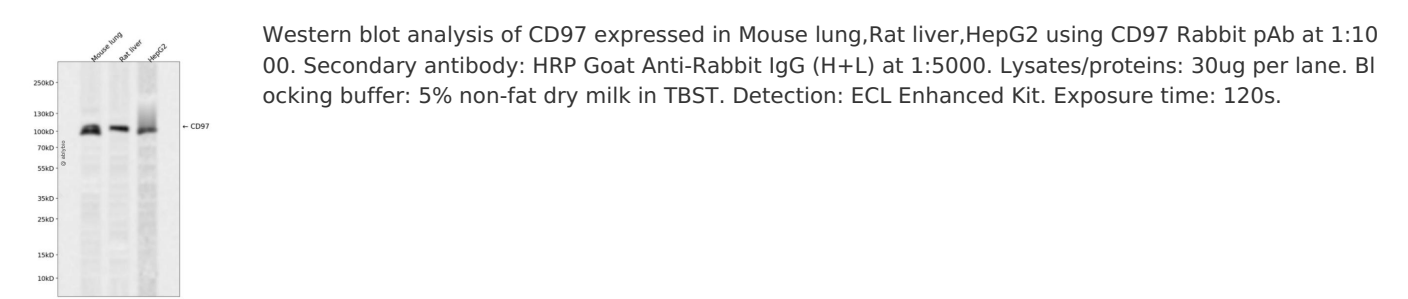 Mouse lung
Rat liver
HepG2
250kD
130kD
100kD
70kD
55kD
35kD
25kD
15kD
10kD
← CD97
@ abybro
Western blot analysis of CD97 expressed in Mouse lung,Rat liver,HepG2 using CD97 Rabbit pAb at 1:10
00. Secondary antibody: HRP Goat Anti-Rabbit IgG (H+L) at 1:5000. Lysates/proteins: 30ug per lane. Bl
ocking buffer: 5% non-fat dry milk in TBST. Detection: ECL Enhanced Kit. Exposure time: 120s.